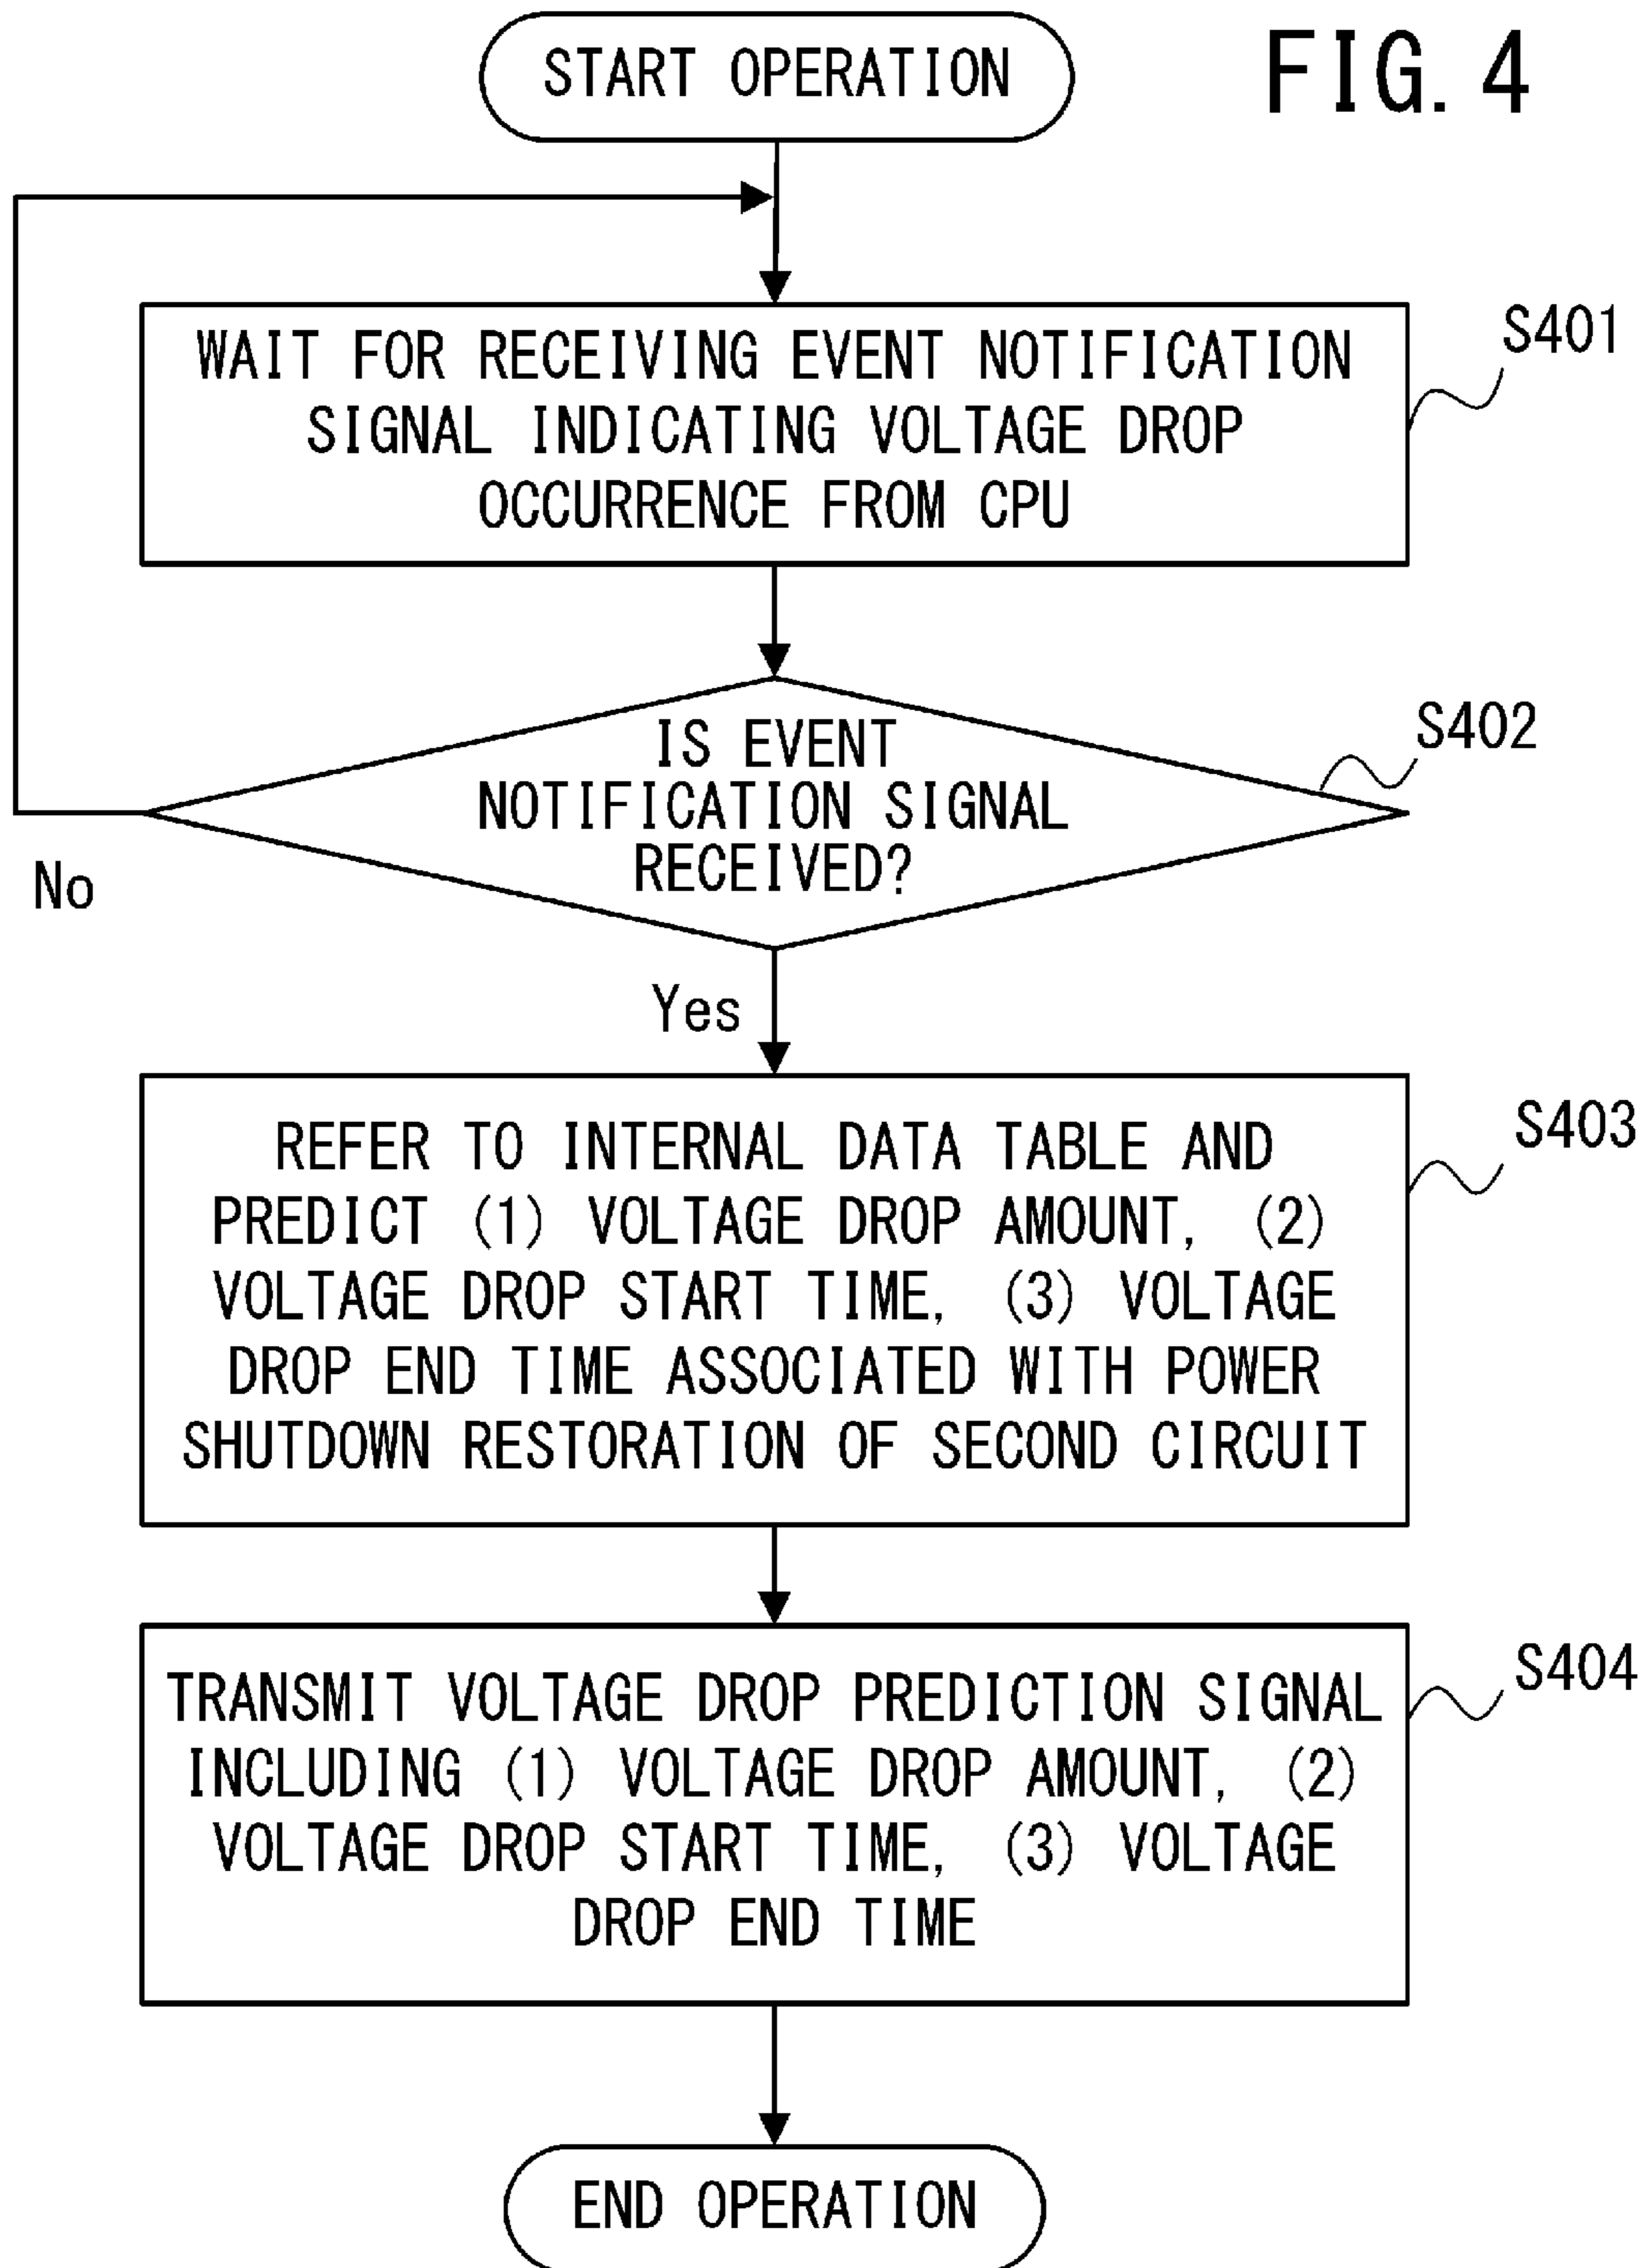 START OPERATION
FIG. 4
WAIT FOR RECEIVING EVENT NOTIFICATION
SIGNAL INDICATING VOLTAGE DROP
OCCURRENCE FROM CPU
S401
IS EVENT
NOTIFICATION SIGNAL
RECEIVED?
S402
No
Yes
REFER TO INTERNAL DATA TABLE AND
PREDICT (1) VOLTAGE DROP AMOUNT, (2)
VOLTAGE DROP START TIME, (3) VOLTAGE
DROP END TIME ASSOCIATED WITH POWER
SHUTDOWN RESTORATION OF SECOND CIRCUIT
S403
TRANSMIT VOLTAGE DROP PREDICTION SIGNAL
INCLUDING (1) VOLTAGE DROP AMOUNT, (2)
VOLTAGE DROP START TIME, (3) VOLTAGE
DROP END TIME
S404
END OPERATION